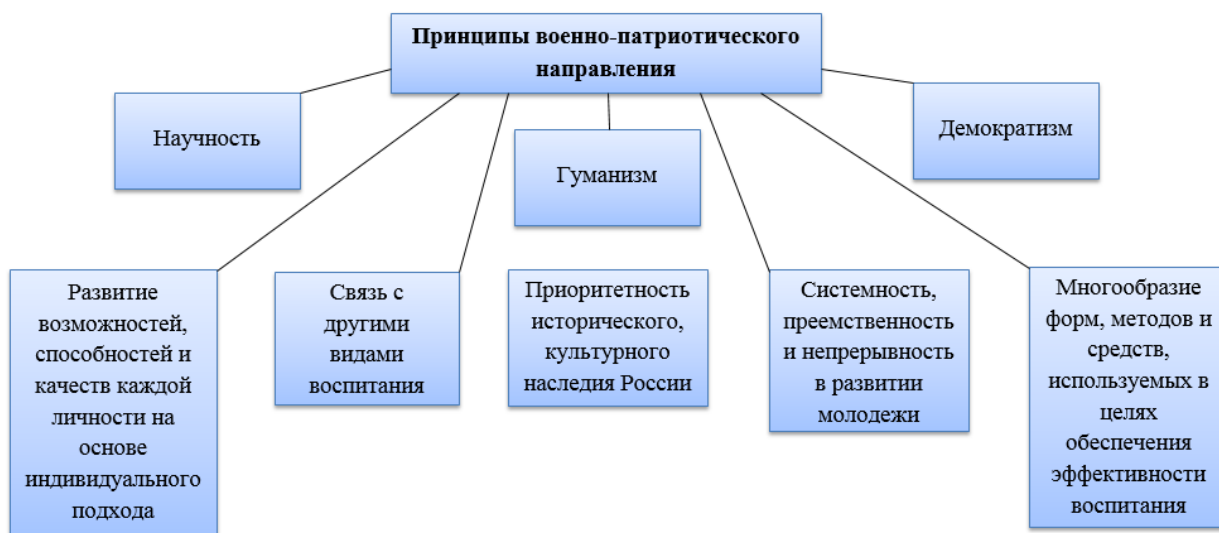 Принципы военно-патриотического
направления
Научность
Гуманизм
Демократизм
Развитие
возможностей,
способностей и
качеств каждой
личности на
основе
индивидуального
подхода
Связь с
другими
видами
воспитания
Приоритетность
исторического,
культурного
наследия России
Системность,
преемственность
и непрерывность
в развитии
молодежи
Многообразие
форм, методов и
средств,
используемых в
целях
обеспечения
эффективности
воспитания